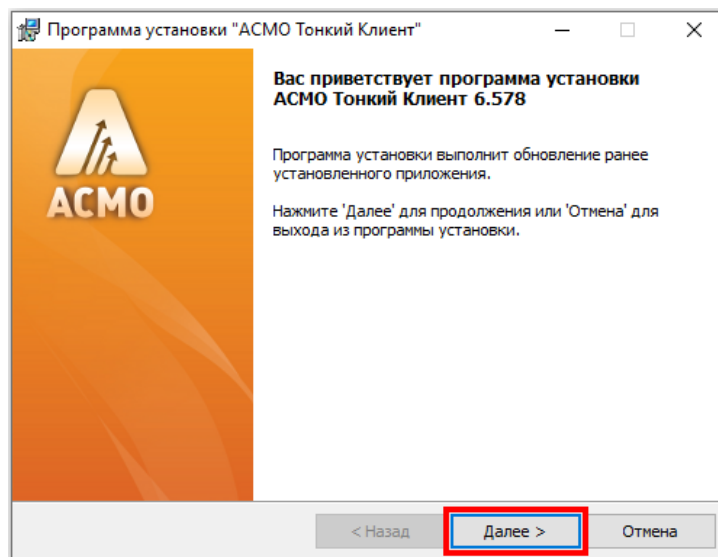 Программа установки "АСМО Тонкий Клиент"
Вас приветствует программа установки
АСМО Тонкий Клиент 6.578
Программа установки выполнит обновление ранее
установленного приложения.
Нажмите 'Далее' для продолжения или 'Отмена' для
выхода из программы установки.
АСМО
< Назад
Далее >
Отмена